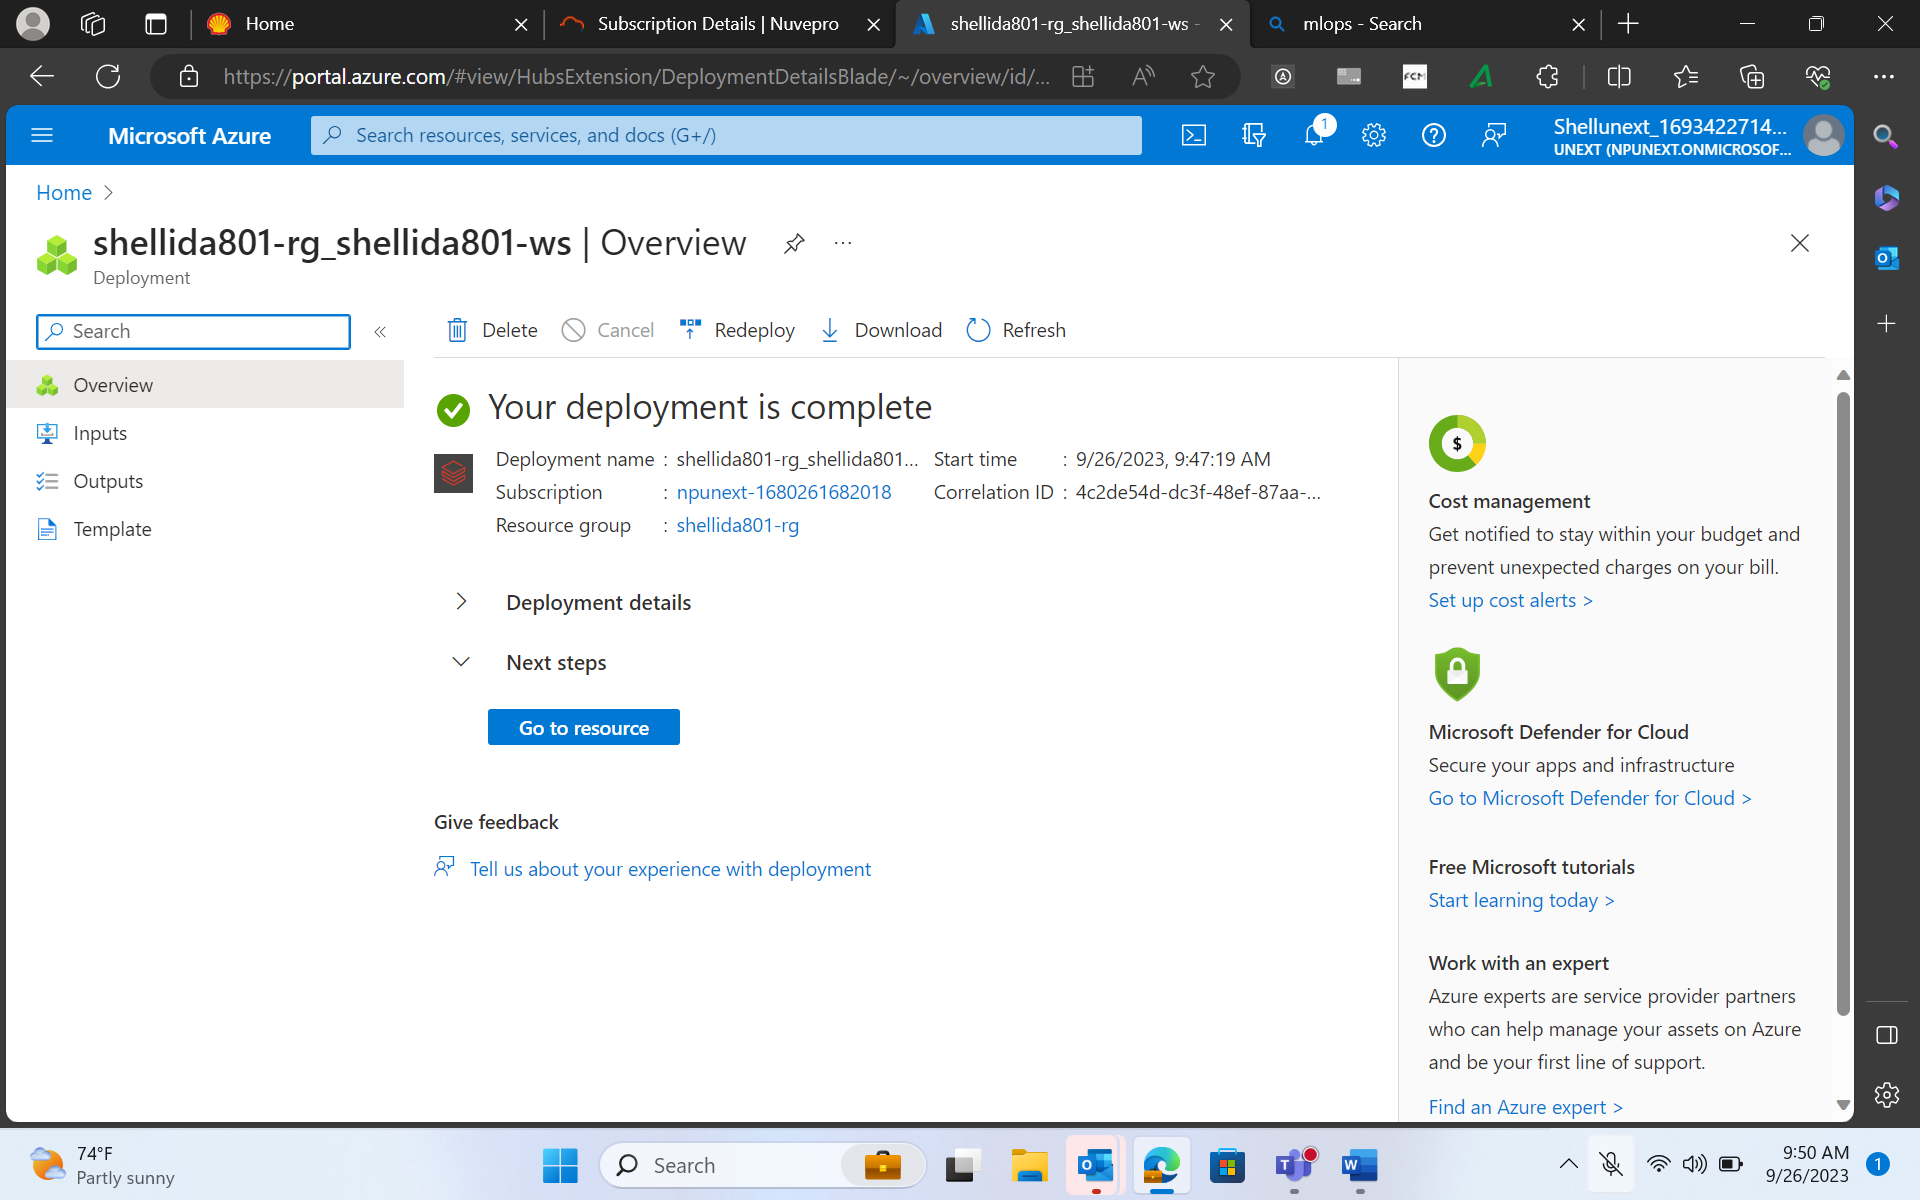 Home
Subscription Details | Nuvepro
shellida801-rg_shellida801-ws -
mlops - Search
https://portal.azure.com/#view/HubsExtension/DeploymentDetailsBlade/~/overview/id/...
FCM
Microsoft Azure
Search resources, services, and docs (G+/)
1
Shellunext_1693422714...
UNEXT (NPUNEXT.ONMICROSOF...
Home
shellida801-rg_shellida801-ws | Overview
Deployment
Search
Overview
Inputs
Outputs
Template
Delete
Cancel
Redeploy
Download
Refresh
Your deployment is complete
Deployment name : shellida801-rg_shellida801...
Subscription : npunext-1680261682018
Resource group : shellida801-rg
Start time : 9/26/2023, 9:47:19 AM
Correlation ID : 4c2de54d-dc3f-48ef-87aa-...
Deployment details
Next steps
Go to resource
Give feedback
Tell us about your experience with deployment
$
Cost management
Get notified to stay within your budget and
prevent unexpected charges on your bill.
Set up cost alerts >
Microsoft Defender for Cloud
Secure your apps and infrastructure
Go to Microsoft Defender for Cloud >
Free Microsoft tutorials
Start learning today >
Work with an expert
Azure experts are service provider partners
who can help manage your assets on Azure
and be your first line of support.
Find an Azure expert >
74°F
Partly sunny
Search
9:50 AM
9/26/2023
1